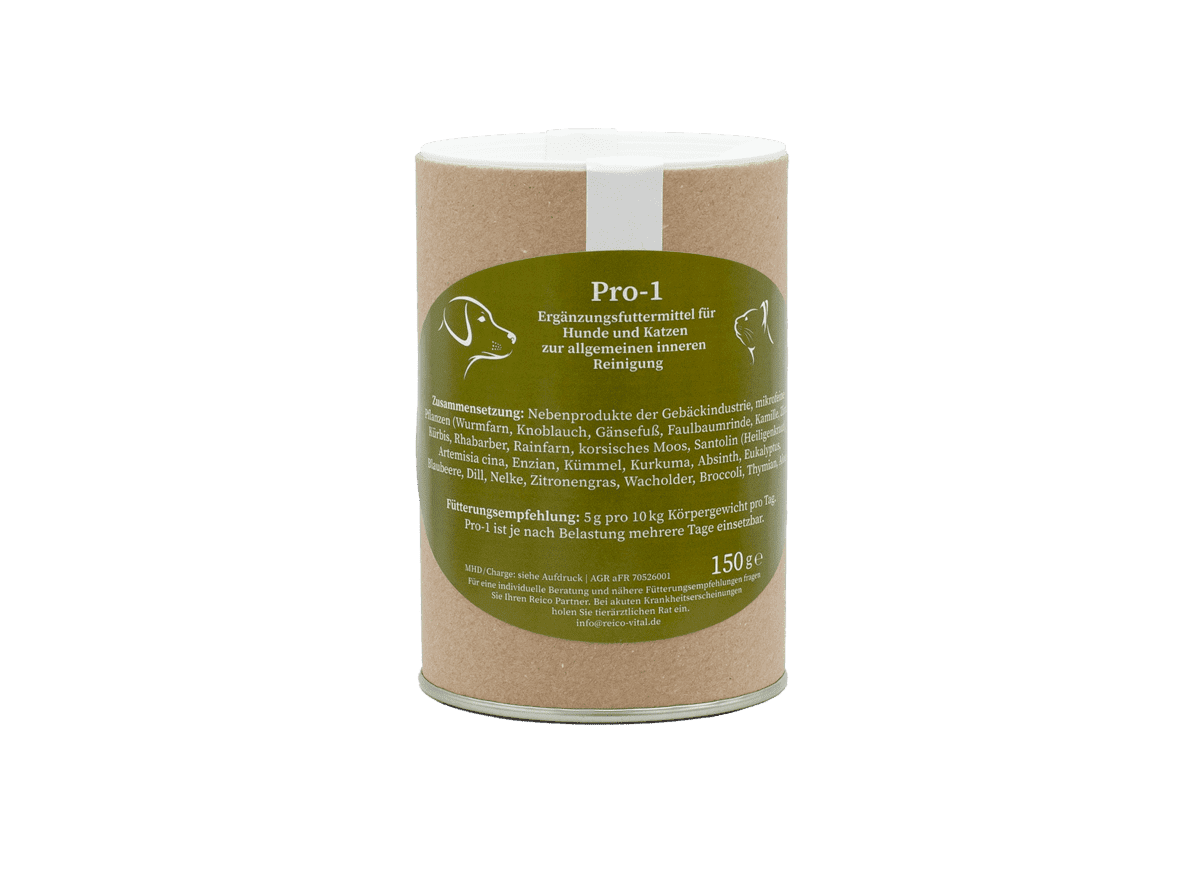 Pro-1
Ergänzungsfuttermittel für
Hunde und Katzen
zur allgemeinen inneren
Reinigung
Zusammensetzung: Nebenprodukte der Gebäckindustrie, mikrofeine
Pflanzen (Wurmfarn, Knoblauch, Gänsefuß, Faulbaumrinde, Kamille,
Kürbis, Rhabarber, Rainfarn, korsisches Moos, Santolin (Heiligenkraut)
Artemisia cina, Enzian, Kümmel, Kurkuma, Absinth, Eukalyptus,
Blaubeere, Dill, Nelke, Zitronengras, Wacholder, Broccoli, Thymian,
Fütterungsempfehlung: 5 g pro 10 kg Körpergewicht pro Tag.
Pro-1 ist je nach Belastung mehrere Tage einsetzbar.
150 g ℮
MHD/Charge: siehe Aufdruck | AGR aFR 70526001
Für eine individuelle Beratung und nähere Fütterungsempfehlungen fragen
Sie Ihren Reico Partner. Bei akuten Krankheitserscheinungen
holen Sie tierärztlichen Rat ein.
info@reico-vital.de